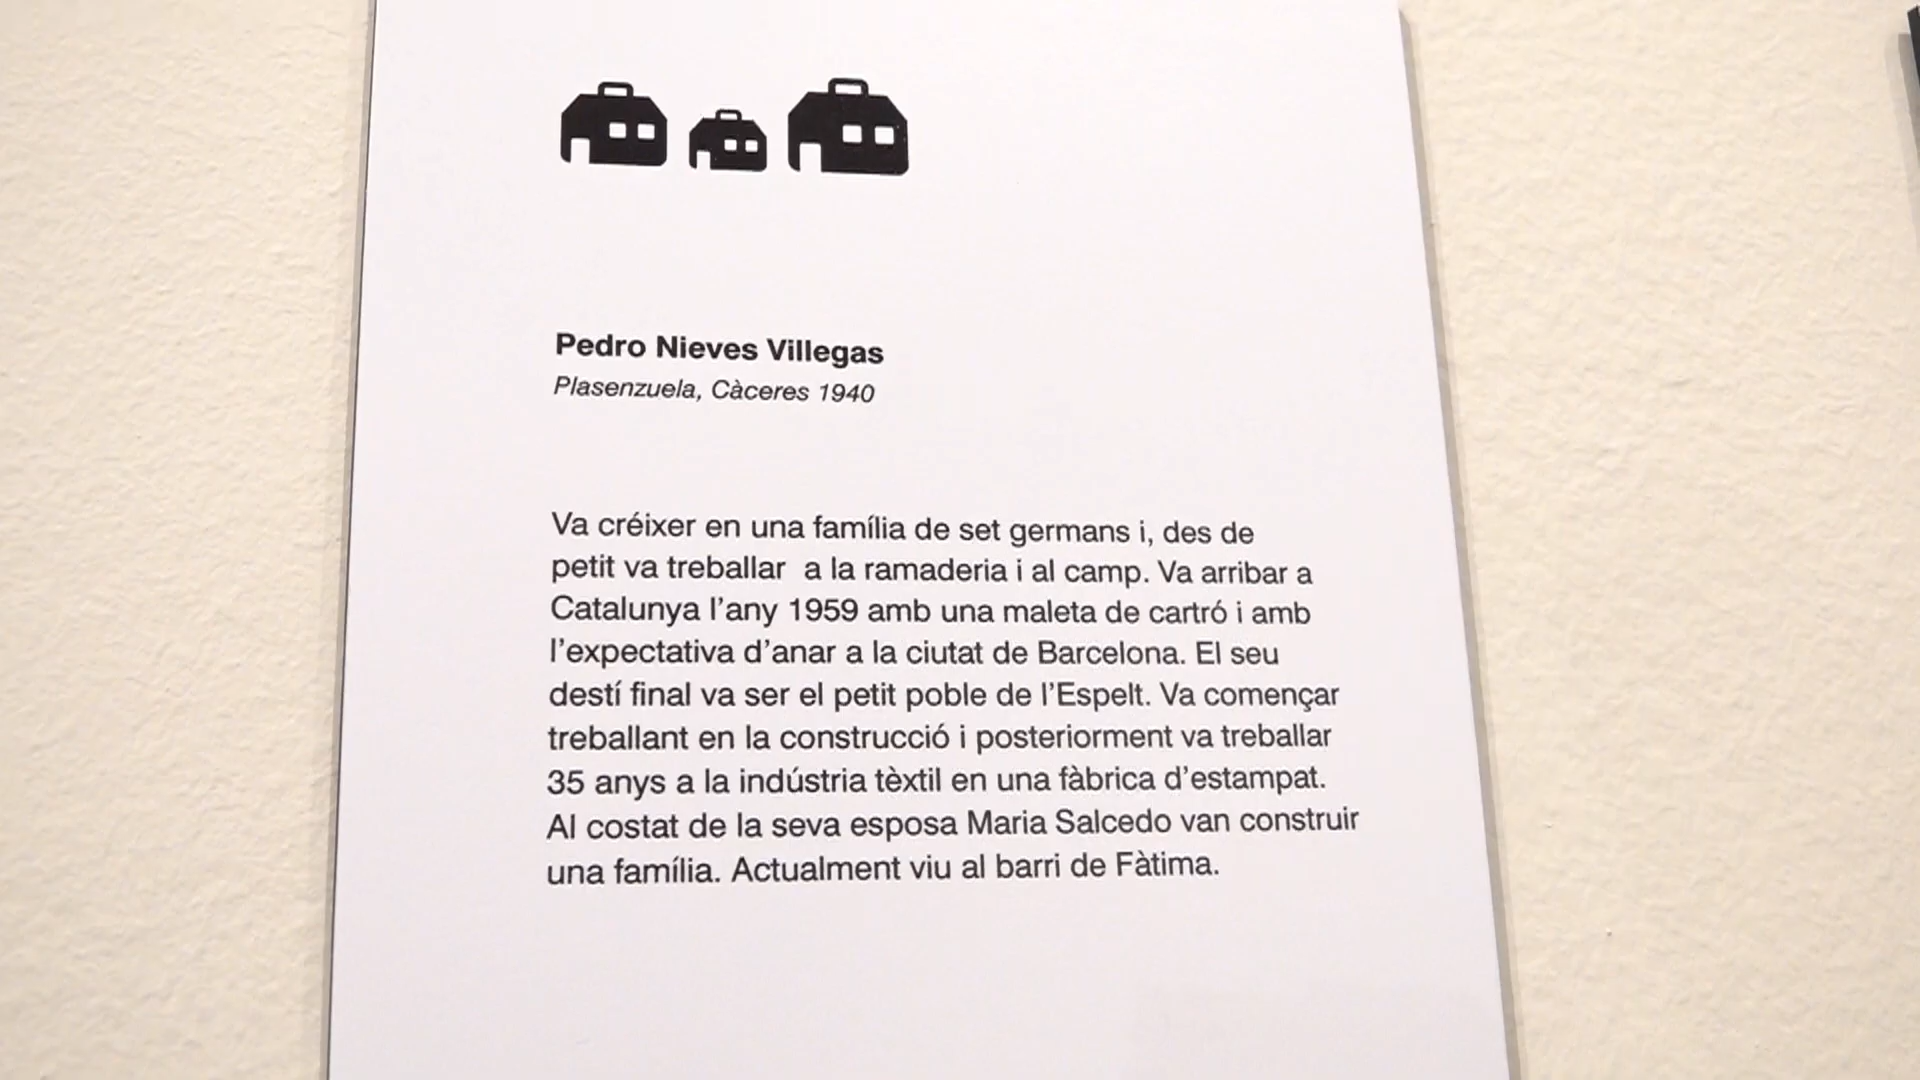 Pedro Nieves Villegas
Plasenzuela, Càceres 1940
Va créixer en una família de set germans i, des de
petit va treballar  a la ramaderia i al camp. Va arribar a
Catalunya l’any 1959 amb una maleta de cartró i amb
l’expectativa d’anar a la ciutat de Barcelona. El seu
destí final va ser el petit poble de l’Espelt. Va començar
treballant en la construcció i posteriorment va treballar
35 anys a la indústria tèxtil en una fàbrica d’estampat.
Al costat de la seva esposa Maria Salcedo van construir
una família. Actualment viu al barri de Fàtima.